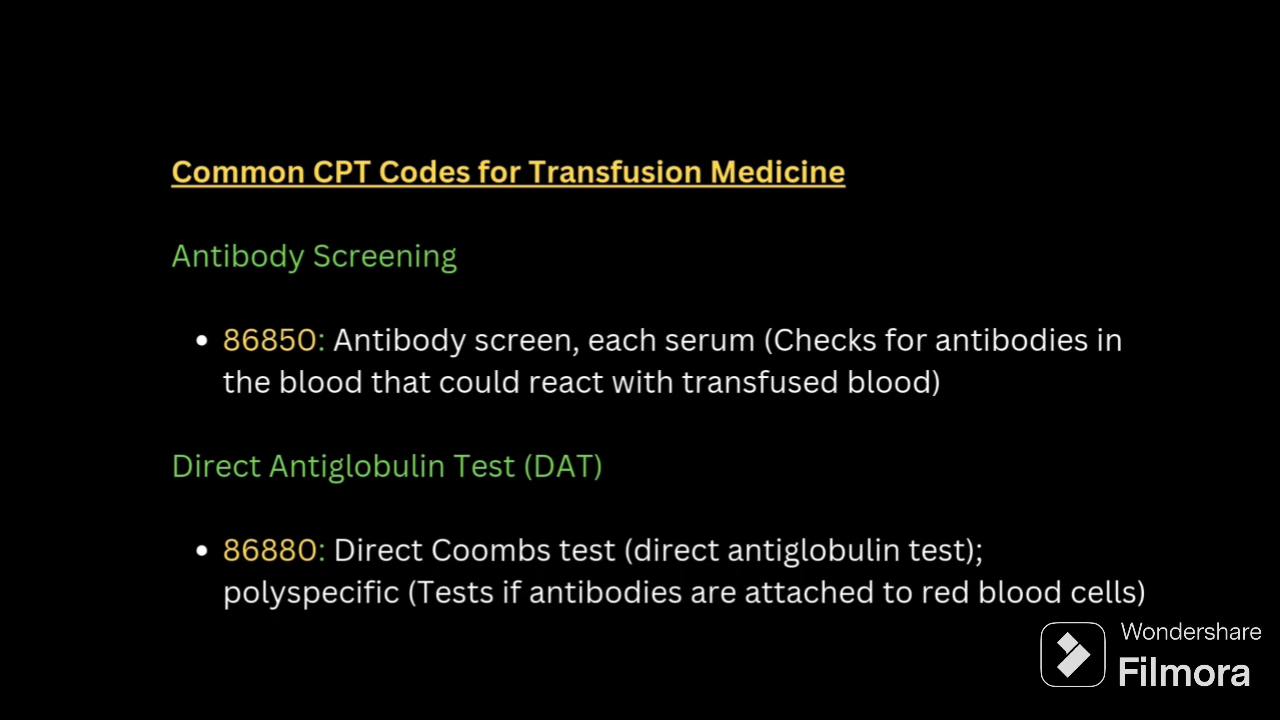 Common CPT Codes for Transfusion Medicine
Antibody Screening
• 86850: Antibody screen, each serum (Checks for antibodies in
the blood that could react with transfused blood)
Direct Antiglobulin Test (DAT)
• 86880: Direct Coombs test (direct antiglobulin test);
polyspecific (Tests if antibodies are attached to red blood cells)
Wondershare
Filmora